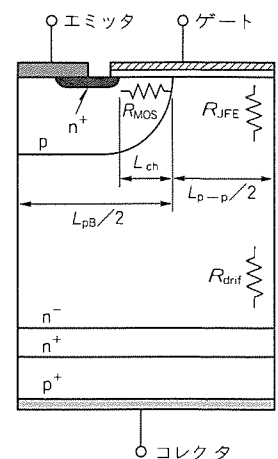 エミッタ ゲート
R_MOS
R_JFE
n⁺
p
L_ch
L_pB/2
L_p−p/2
R_drif
n⁻
n⁺
p⁺
コレクタ